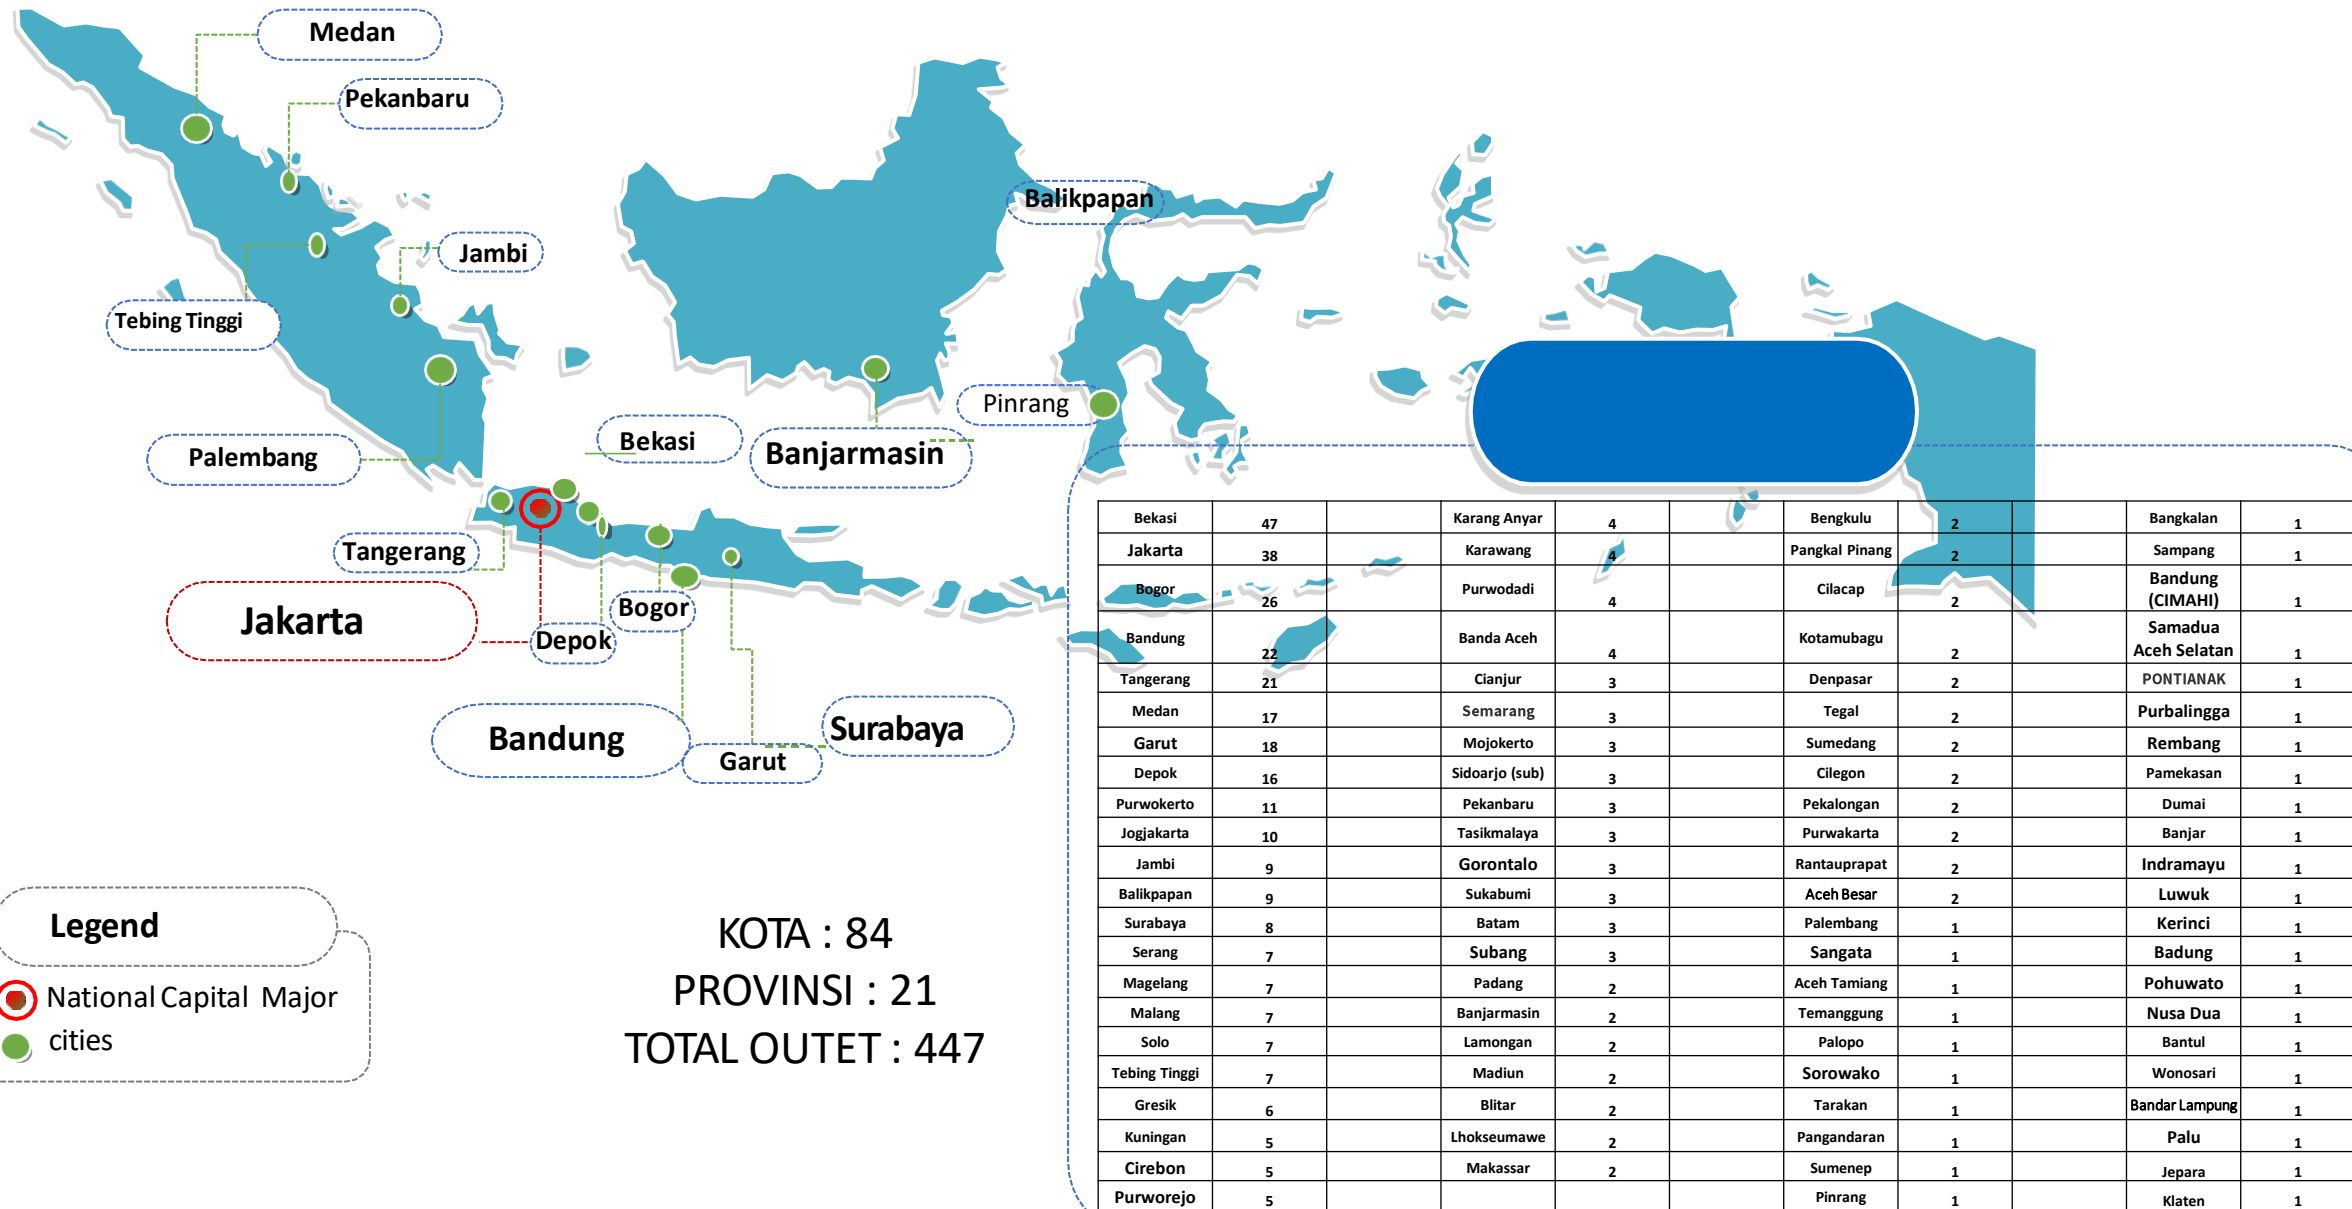 Medan
Pekanbaru
Balikpapan
Jambi
Tebing Tinggi
Pinrang
Bekasi
Banjarmasin
Palembang
Tangerang
Jakarta
Bogor
Depok
Bandung
Surabaya
Garut
Legend
National Capital Major
cities
KOTA : 84
PROVINSI : 21
TOTAL OUTET : 447
Bekasi 47 Karang Anyar 4 Bengkulu 2 Bangkalan 1
Jakarta 38 Karawang 4 Pangkal Pinang 2 Sampang 1
Bogor 26 Purwodadi 4 Cilacap 2 Bandung (CIMAHI) 1
Bandung 22 Banda Aceh 4 Kotamubagu 2 Samadua Aceh Selatan 1
Tangerang 21 Cianjur 3 Denpasar 2 PONTIANAK 1
Medan 17 Semarang 3 Tegal 2 Purbalingga 1
Garut 18 Mojokerto 3 Sumedang 2 Rembang 1
Depok 16 Sidoarjo (sub) 3 Cilegon 2 Pamekasan 1
Purwokerto 11 Pekanbaru 3 Pekalongan 2 Dumai 1
Jogjakarta 10 Tasikmalaya 3 Purwakarta 2 Banjar 1
Jambi 9 Gorontalo 3 Rantauprapat 2 Indramayu 1
Balikpapan 9 Sukabumi 3 Aceh Besar 2 Luwuk 1
Surabaya 8 Batam 3 Palembang 1 Kerinci 1
Serang 7 Subang 3 Sangata 1 Badung 1
Magelang 7 Padang 2 Aceh Tamiang 1 Pohuwato 1
Malang 7 Banjarmasin 2 Temanggung 1 Nusa Dua 1
Solo 7 Lamongan 2 Palopo 1 Bantul 1
Tebing Tinggi 7 Madiun 2 Sorowako 1 Wonosari 1
Gresik 6 Blitar 2 Tarakan 1 Bandar Lampung 1
Kuningan 5 Lhokseumawe 2 Pangandaran 1 Palu 1
Cirebon 5 Makassar 2 Sumenep 1 Jepara 1
Purworejo 5 Pinrang 1 Klaten 1